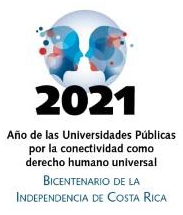 2021
Año de las Universidades Públicas
por la conectividad como
derecho humano universal
BICENTENARIO DE LA
INDEPENDENCIA DE COSTA RICA